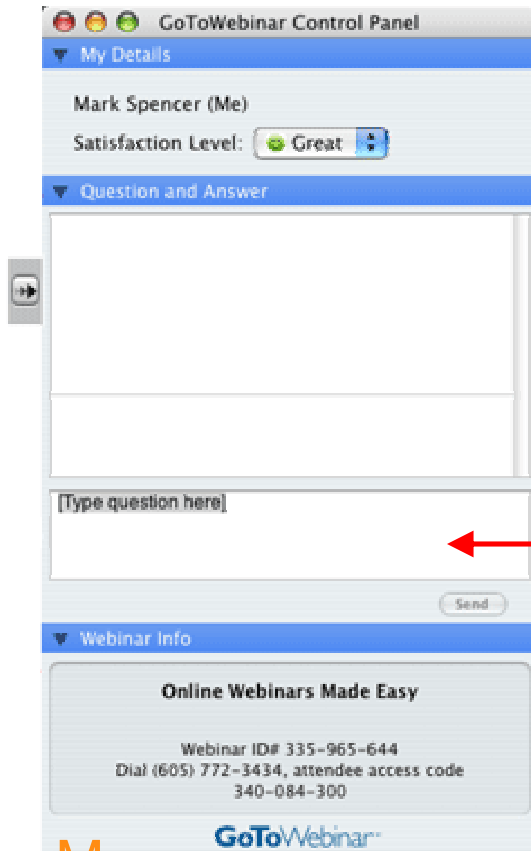 GoToWebinar Control Panel
My Details
Mark Spencer (Me)
Satisfaction Level: Great
Question and Answer
[Type question here]
Send
Webinar Info
Online Webinars Made Easy
Webinar ID# 335-965-644
Dial (605) 772-3434, attendee access code
340-084-300
GoToWebinar